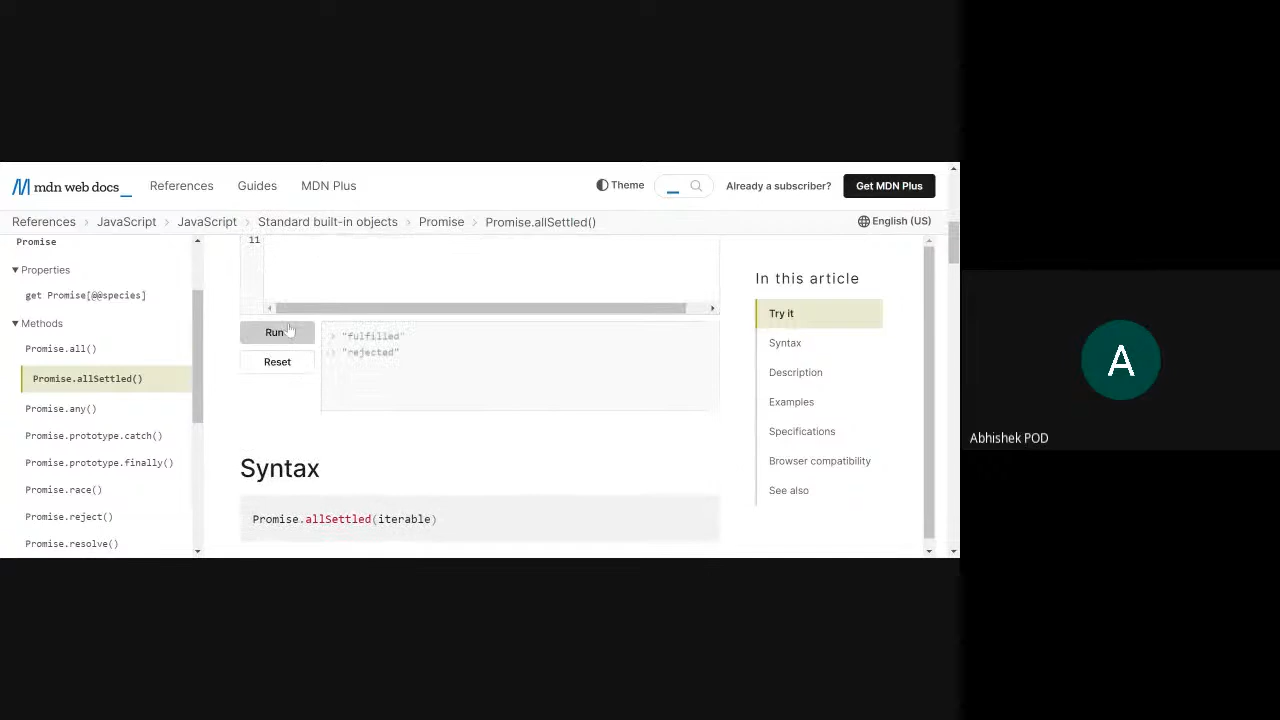 mdn web docs_
References
Guides
MDN Plus
Theme
Already a subscriber?
Get MDN Plus
References > JavaScript > JavaScript > Standard built-in objects > Promise > Promise.allSettled()
English (US)
Promise
▼ Properties
get Promise[@@species]
▼ Methods
Promise.all()
Promise.allSettled()
Promise.any()
Promise.prototype.catch()
Promise.prototype.finally()
Promise.race()
Promise.reject()
Promise.resolve()
11
Run
Reset
> "fulfilled"
> "rejected"
Syntax
Promise.allSettled(iterable)
In this article
Try it
Syntax
Description
Examples
Specifications
Browser compatibility
See also
A
Abhishek POD